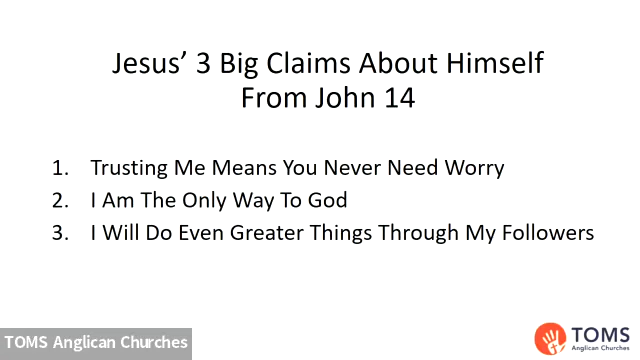 Jesus’ 3 Big Claims About Himself
From John 14
1. Trusting Me Means You Never Need Worry
2. I Am The Only Way To God
3. I Will Do Even Greater Things Through My Followers
TOMS Anglican Churches
TOMS
Anglican Churches